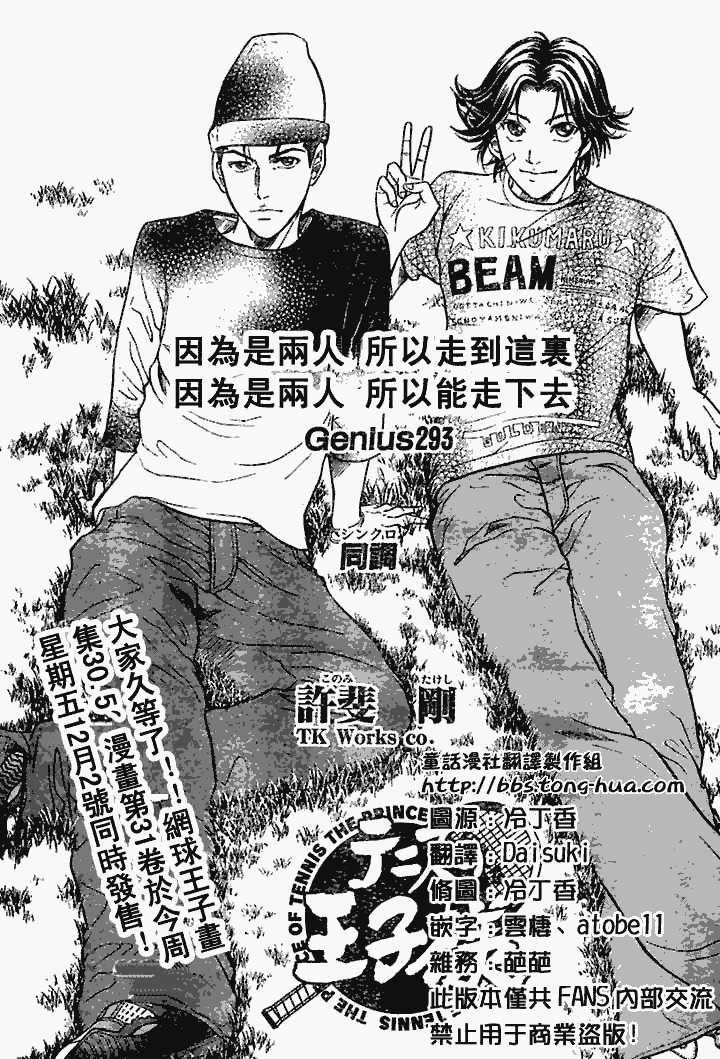 ★KIKUMARU☆
BEAM
因為是兩人 所以走到這裏
因為是兩人 所以能走下去
Genius293
シンクロ
同調
このみ たけし
許斐 剛
TK Works co.
大家久等了!!網球王子畫
集30.5、漫畫第31卷於今周
星期五12月2號同時發售!
童話漫社翻譯製作組
http://bbs.tong-hua.com/
圖源:冷丁香
翻譯:Daisuki
脩圖:冷丁香
嵌字:雲棲、atobe11
雜務:葩葩
此版本僅共FANS內部交流
禁止用于商業盜版!
テニス
王子
THE PRINCE OF TENNIS